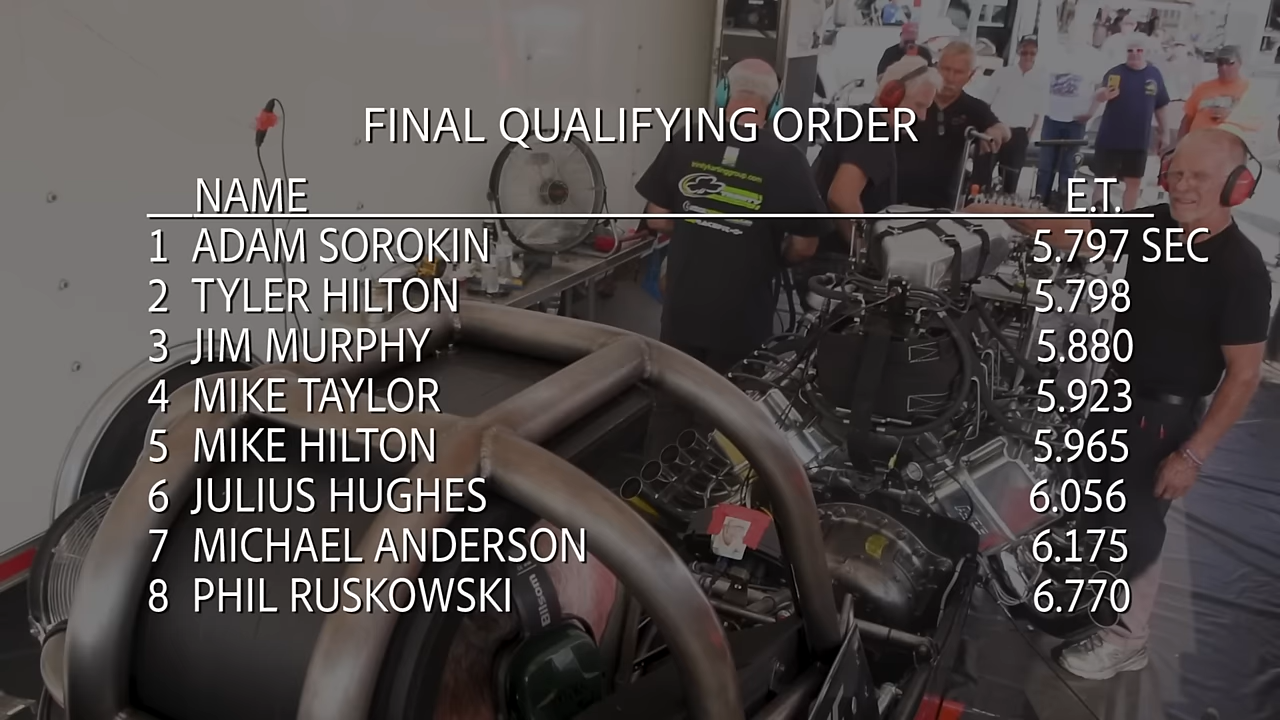 FINAL QUALIFYING ORDER
NAME E.T.
1 ADAM SOROKIN 5.797 SEC
2 TYLER HILTON 5.798
3 JIM MURPHY 5.880
4 MIKE TAYLOR 5.923
5 MIKE HILTON 5.965
6 JULIUS HUGHES 6.056
7 MICHAEL ANDERSON 6.175
8 PHIL RUSKOWSKI 6.770
Bilsom